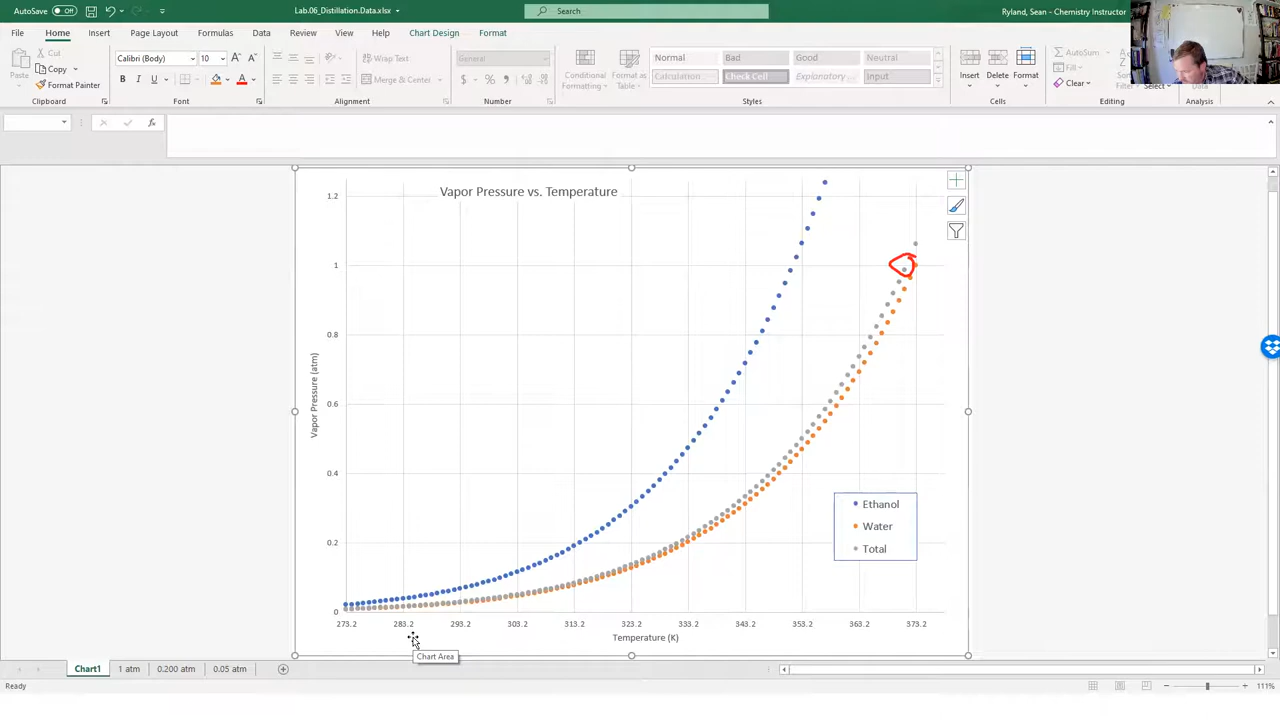 AutoSave Off
Lab.06_Distillation.Data.xlsx
Search
Ryland, Sean - Chemistry Instructor
File Home Insert Page Layout Formulas Data Review View Help Chart Design Format
Paste
Cut
Copy
Format Painter
Clipboard
Calibri (Body) 10
B I U
Font
Wrap Text
Merge & Center
Alignment
General
$ % ,
Number
Conditional Formatting
Format as Table
Normal Bad Good Neutral
Calculation Check Cell Explanatory ... Input
Styles
Insert Delete Format
Cells
AutoSum
Fill
Clear
Select
Editing
Analysis
fx
Vapor Pressure vs. Temperature
Vapor Pressure (atm)
1.2
1
0.8
0.6
0.4
0.2
0
273.2 283.2 293.2 303.2 313.2 323.2 333.2 343.2 353.2 363.2 373.2
Temperature (K)
Ethanol
Water
Total
Chart Area
Chart1 1 atm 0.200 atm 0.05 atm
Ready
111%